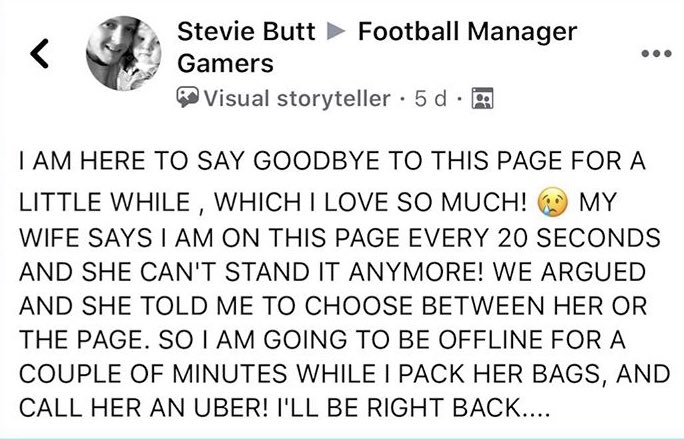 Stevie Butt ▶ Football Manager
Gamers
Visual storyteller · 5 d ·
I AM HERE TO SAY GOODBYE TO THIS PAGE FOR A
LITTLE WHILE , WHICH I LOVE SO MUCH! 😢 MY
WIFE SAYS I AM ON THIS PAGE EVERY 20 SECONDS
AND SHE CAN'T STAND IT ANYMORE! WE ARGUED
AND SHE TOLD ME TO CHOOSE BETWEEN HER OR
THE PAGE. SO I AM GOING TO BE OFFLINE FOR A
COUPLE OF MINUTES WHILE I PACK HER BAGS, AND
CALL HER AN UBER! I'LL BE RIGHT BACK....